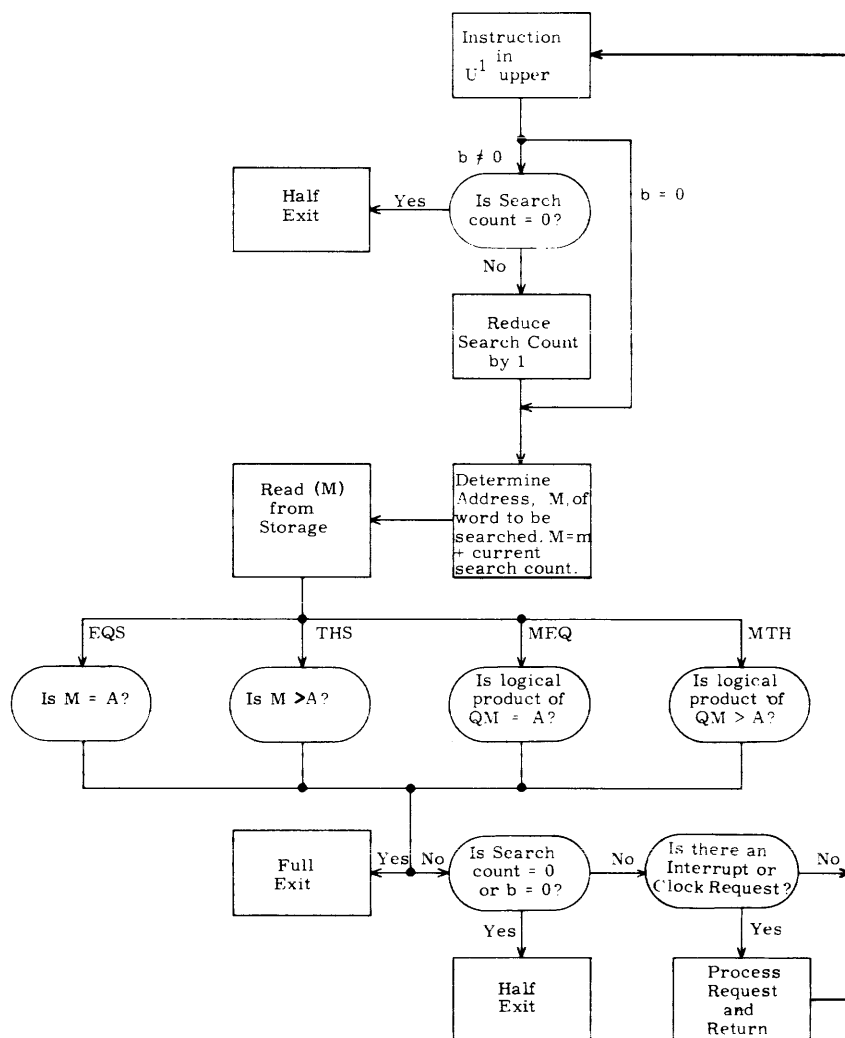 Instruction
in
U1 upper
b ≠ 0
b = 0
Half
Exit
Yes
Is Search
count = 0?
No
Reduce
Search Count
by 1
Read (M)
from
Storage
Determine
Address, M, of
word to be
searched. M=m
+ current
search count.
EQS
THS
MEQ
MTH
Is M = A?
Is M >A?
Is logical
product of
QM = A?
Is logical
product of
QM > A?
Full
Exit
Yes
No
Is Search
count = 0
or b = 0?
No
Is there an
Interrupt or
Clock Request?
No
Yes
Yes
Half
Exit
Process
Request
and
Return